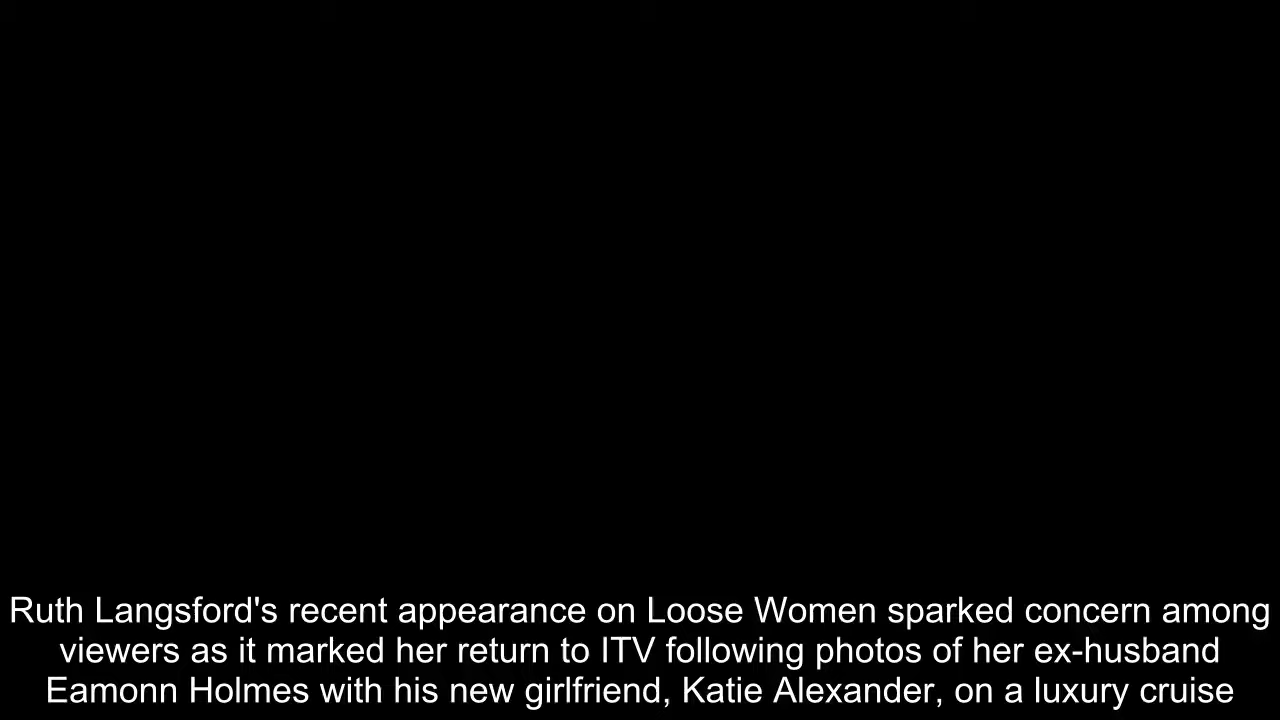 Ruth Langsford's recent appearance on Loose Women sparked concern among
viewers as it marked her return to ITV following photos of her ex-husband
Eamonn Holmes with his new girlfriend, Katie Alexander, on a luxury cruise